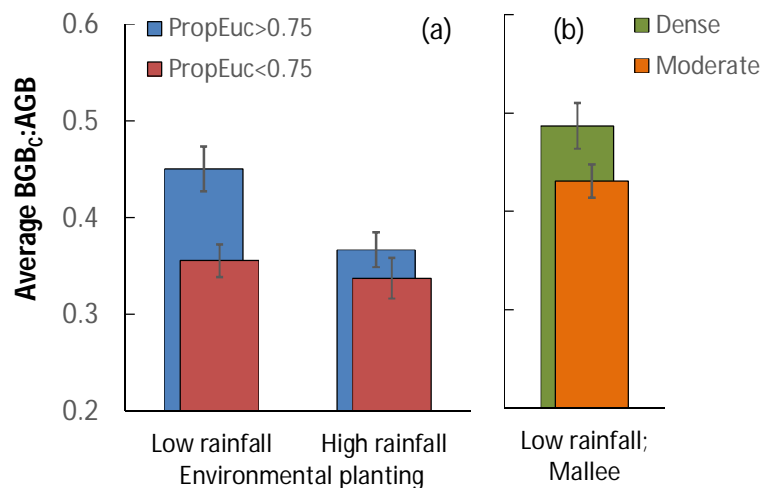 0.6
0.5
0.4
0.3
0.2
Average BGBC:AGB
PropEuc>0.75
PropEuc<0.75
(a)
Low rainfall
High rainfall
Environmental planting
(b)
Dense
Moderate
Low rainfall;
Mallee